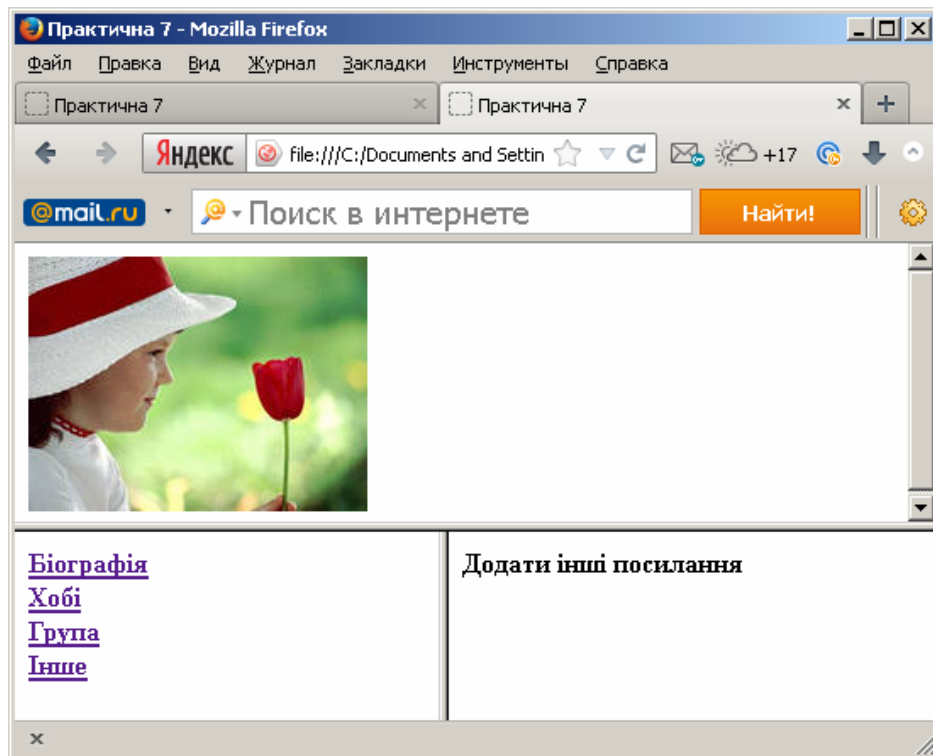 Практична 7 - Mozilla Firefox
Файл Правка Вид Журнал Закладки Инструменты Справка
Практична 7 × Практична 7 × +
Яндекс file:///C:/Documents and Settin +17
@mail.ru Поиск в интернете Найти!
Біографія
Хобі
Група
Інше
Додати інші посилання
×